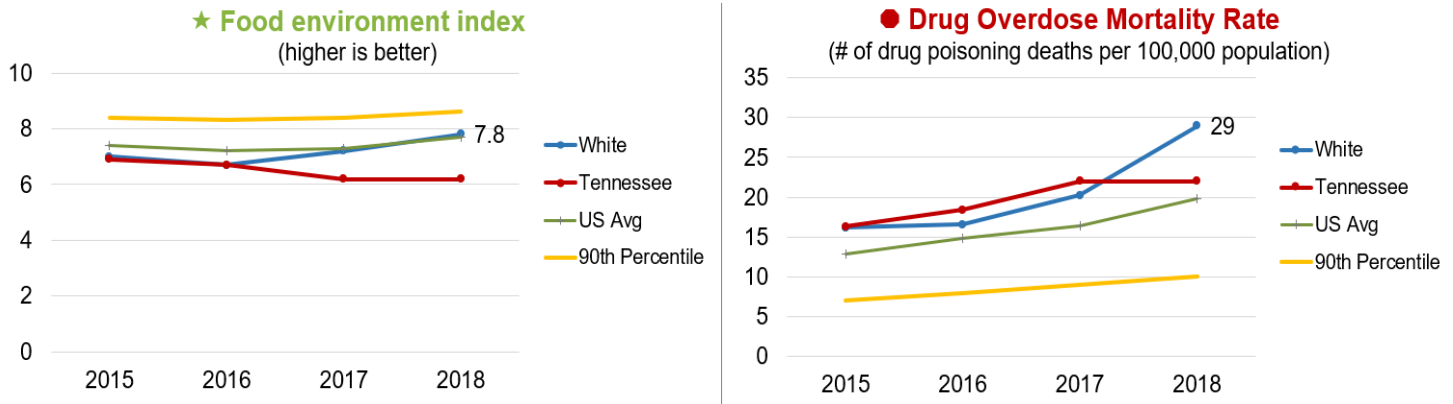 ★ Food environment index
(higher is better)
10
8
6
4
2
0
2015 2016 2017 2018
7.8
White
Tennessee
US Avg
90th Percentile
Drug Overdose Mortality Rate
(# of drug poisoning deaths per 100,000 population)
35
30
25
20
15
10
5
0
2015 2016 2017 2018
29
White
Tennessee
US Avg
90th Percentile